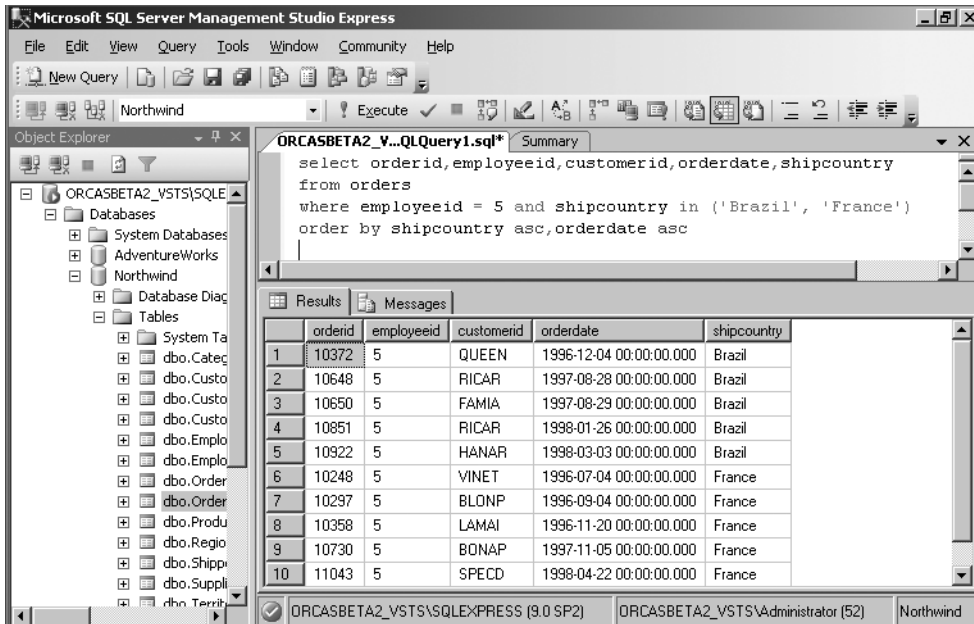 Microsoft SQL Server Management Studio Express
File Edit View Query Tools Window Community Help
New Query
Northwind Execute
Object Explorer
ORCASBETA2_VSTS\SQLE
Databases
System Databases
AdventureWorks
Northwind
Database Diag
Tables
System Ta
dbo.Categ
dbo.Custo
dbo.Custo
dbo.Custo
dbo.Emplo
dbo.Emplo
dbo.Order
dbo.Order
dbo.Produ
dbo.Regio
dbo.Shipp
dbo.Suppli
dbo.Territ
ORCASBETA2_V...QLQuery1.sql* Summary
select orderid,employeeid,customerid,orderdate,shipcountry
from orders
where employeeid = 5 and shipcountry in ('Brazil', 'France')
order by shipcountry asc,orderdate asc
Results Messages
orderid employeeid customerid orderdate shipcountry
1 10372 5 QUEEN 1996-12-04 00:00:00.000 Brazil
2 10648 5 RICAR 1997-08-28 00:00:00.000 Brazil
3 10650 5 FAMIA 1997-08-29 00:00:00.000 Brazil
4 10851 5 RICAR 1998-01-26 00:00:00.000 Brazil
5 10922 5 HANAR 1998-03-03 00:00:00.000 Brazil
6 10248 5 VINET 1996-07-04 00:00:00.000 France
7 10297 5 BLONP 1996-09-04 00:00:00.000 France
8 10358 5 LAMAI 1996-11-20 00:00:00.000 France
9 10730 5 BONAP 1997-11-05 00:00:00.000 France
10 11043 5 SPECD 1998-04-22 00:00:00.000 France
ORCASBETA2_VSTS\SQLEXPRESS (9.0 SP2) ORCASBETA2_VSTS\Administrator (52) Northwind